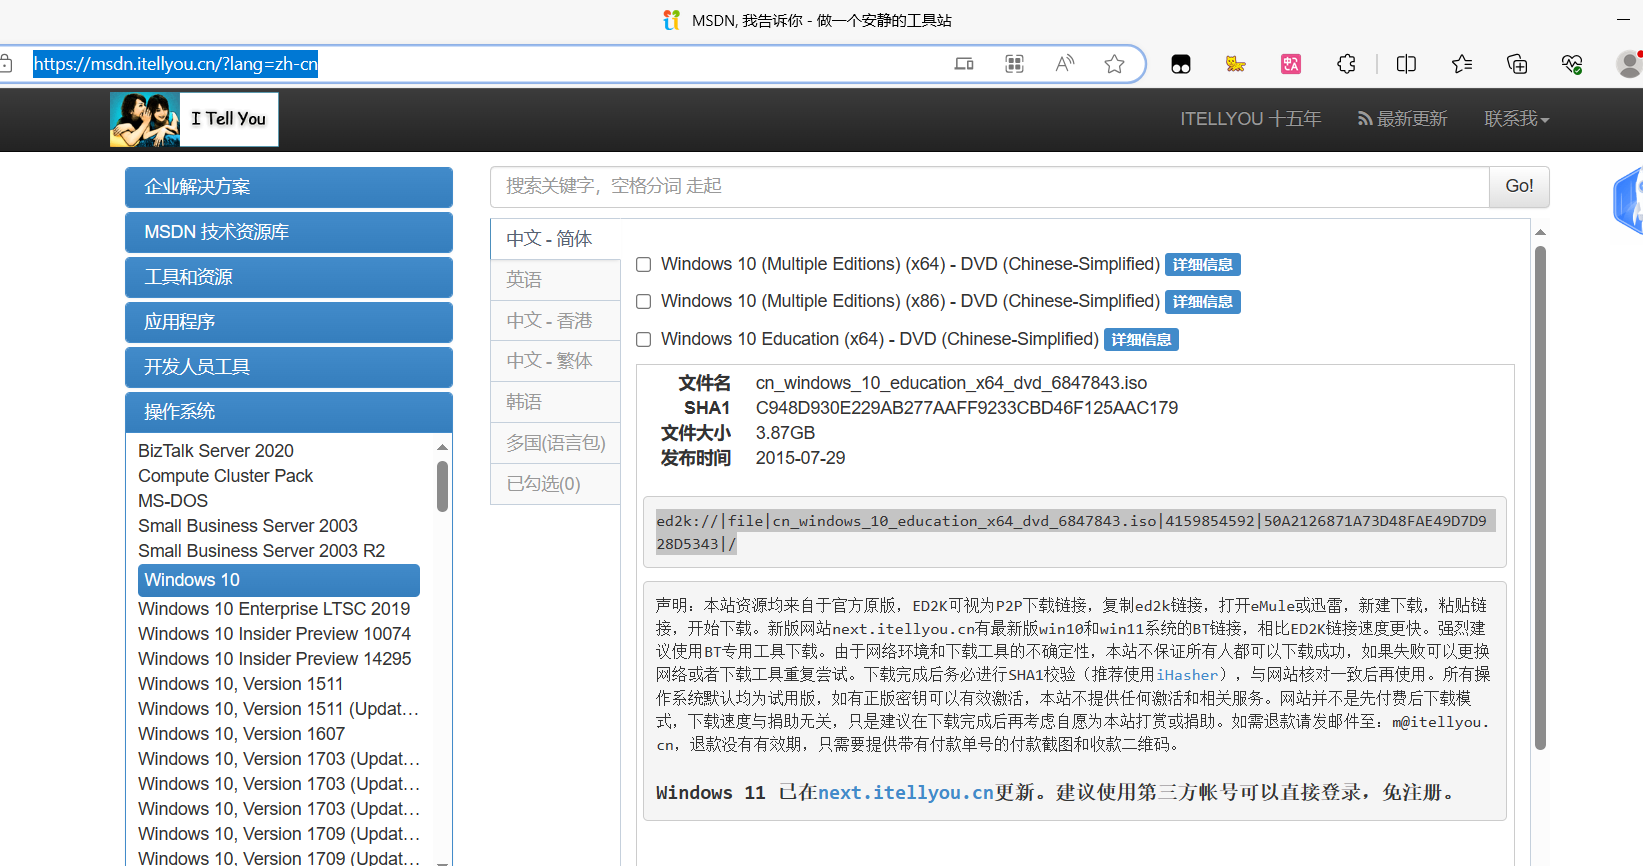 MSDN, 我告诉你 - 做一个安静的工具站
https://msdn.itellyou.cn/?lang=zh-cn
I Tell You
ITELLYOU 十五年
最新更新
联系我
企业解决方案
MSDN 技术资源库
工具和资源
应用程序
开发人员工具
操作系统
BizTalk Server 2020
Compute Cluster Pack
MS-DOS
Small Business Server 2003
Small Business Server 2003 R2
Windows 10
Windows 10 Enterprise LTSC 2019
Windows 10 Insider Preview 10074
Windows 10 Insider Preview 14295
Windows 10, Version 1511
Windows 10, Version 1511 (Updat…
Windows 10, Version 1607
Windows 10, Version 1703 (Updat…
Windows 10, Version 1703 (Updat…
Windows 10, Version 1703 (Updat…
Windows 10, Version 1709 (Updat…
Windows 10, Version 1709 (Updat…
搜索关键字，空格分词 走起
Go!
中文 - 简体
英语
中文 - 香港
中文 - 繁体
韩语
多国(语言包)
已勾选(0)
Windows 10 (Multiple Editions) (x64) - DVD (Chinese-Simplified) 详细信息
Windows 10 (Multiple Editions) (x86) - DVD (Chinese-Simplified) 详细信息
Windows 10 Education (x64) - DVD (Chinese-Simplified) 详细信息
文件名 cn_windows_10_education_x64_dvd_6847843.iso
SHA1 C948D930E229AB277AAFF9233CBD46F125AAC179
文件大小 3.87GB
发布时间 2015-07-29
ed2k://|file|cn_windows_10_education_x64_dvd_6847843.iso|4159854592|50A2126871A73D48FAE49D7D9
28D5343|/
声明：本站资源均来自于官方原版，ED2K可视为P2P下载链接，复制ed2k链接，打开eMule或迅雷，新建下载，粘贴链
接，开始下载。新版网站next.itellyou.cn有最新版win10和win11系统的BT链接，相比ED2K链接速度更快。强烈建
议使用BT专用工具下载。由于网络环境和下载工具的不确定性，本站不保证所有人都可以下载成功，如果失败可以更换
网络或者下载工具重复尝试。下载完成后务必进行SHA1校验（推荐使用iHasher），与网站核对一致后再使用。所有操
作系统默认均为试用版，如有正版密钥可以有效激活，本站不提供任何激活和相关服务。网站并不是先付费后下载模
式，下载速度与捐助无关，只是建议在下载完成后再考虑自愿为本站打赏或捐助。如需退款请发邮件至：m@itellyou.
cn，退款没有有效期，只需要提供带有付款单号的付款截图和收款二维码。
Windows 11 已在next.itellyou.cn更新。建议使用第三方帐号可以直接登录，免注册。